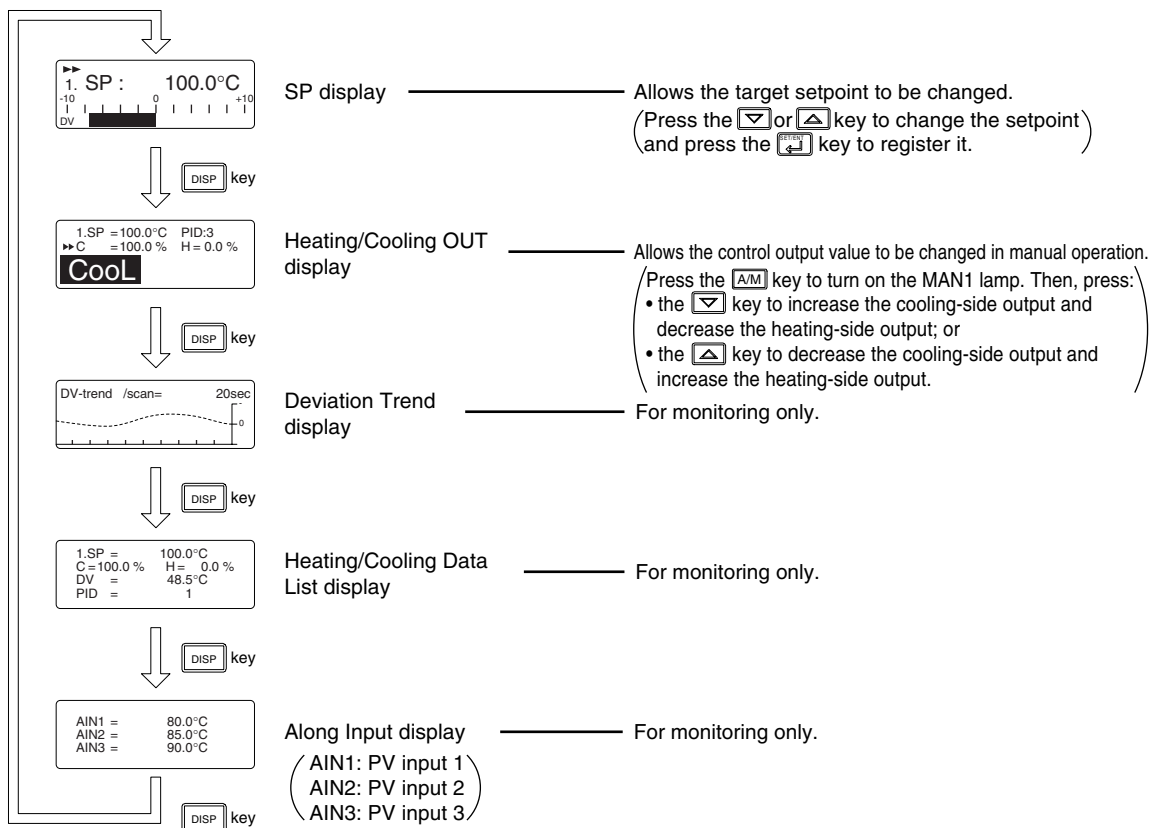 ▶▶
1. SP : 100.0°C
-10 0 +10
DV
SP display
Allows the target setpoint to be changed.
(Press the ▽ or △ key to change the setpoint
and press the SET/ENT key to register it.)
DISP key
1.SP =100.0°C PID:3
▶▶C =100.0 % H = 0.0 %
CooL
Heating/Cooling OUT
display
Allows the control output value to be changed in manual operation.
(Press the A/M key to turn on the MAN1 lamp. Then, press:
• the ▽ key to increase the cooling-side output and
decrease the heating-side output; or
• the △ key to decrease the cooling-side output and
increase the heating-side output.)
DISP key
DV-trend /scan= 20sec
0
Deviation Trend
display
For monitoring only.
DISP key
1.SP = 100.0°C
C=100.0 % H = 0.0 %
DV = 48.5°C
PID = 1
Heating/Cooling Data
List display
For monitoring only.
DISP key
AIN1 = 80.0°C
AIN2 = 85.0°C
AIN3 = 90.0°C
Along Input display
For monitoring only.
(AIN1: PV input 1
AIN2: PV input 2
AIN3: PV input 3)
DISP key